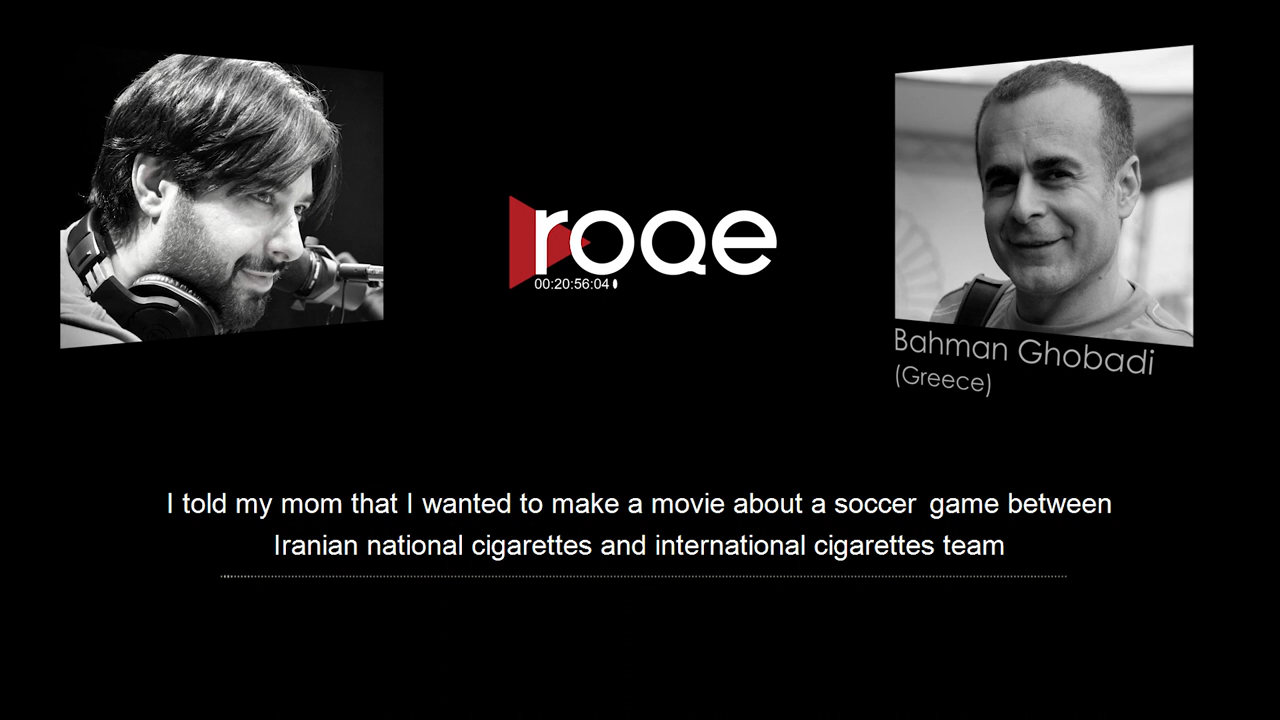 roqe
00:20:56:04
Bahman Ghobadi
(Greece)
I told my mom that I wanted to make a movie about a soccer game between
Iranian national cigarettes and international cigarettes team